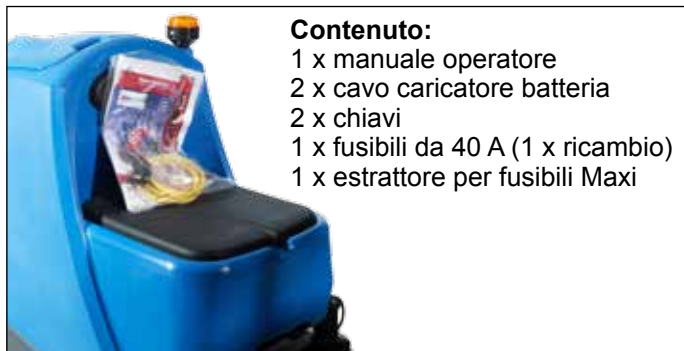 Contenuto:
1 x manuale operatore
2 x cavo caricatore batteria
2 x chiavi
1 x fusibili da 40 A (1 x ricambio)
1 x estrattore per fusibili Maxi